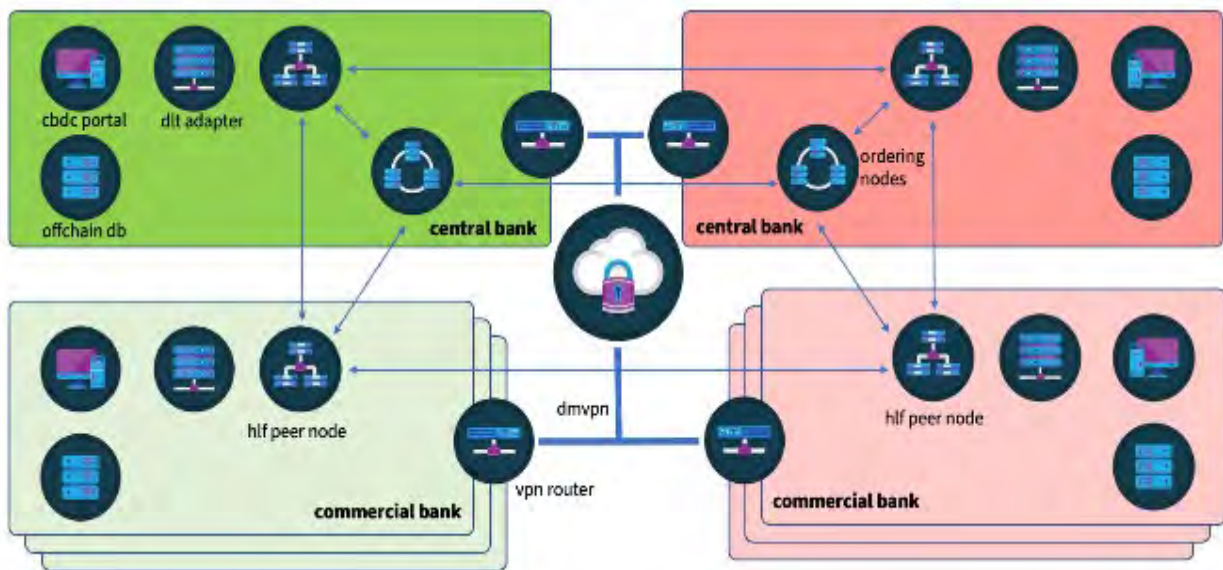 cbdc portal
dlt adapter
offchain db
central bank
ordering
nodes
central bank
hlf peer node
commercial bank
dmvpn
vpn router
hlf peer node
commercial bank